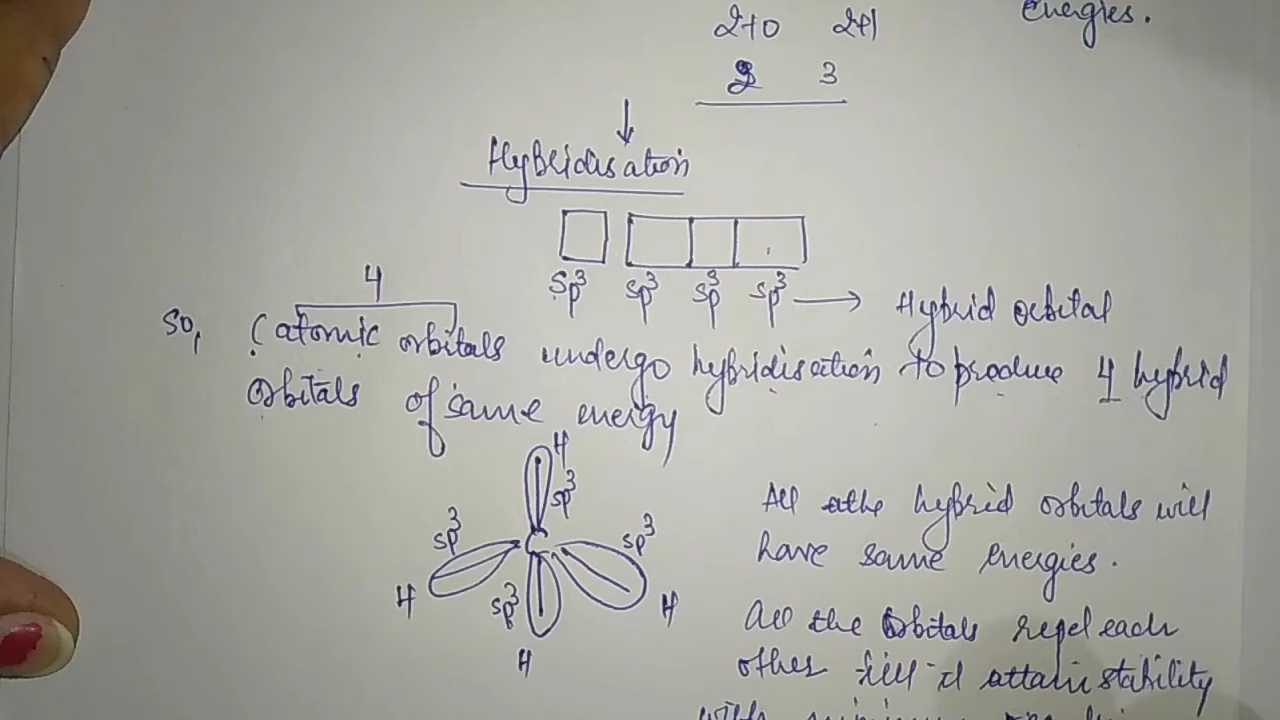 energies.
2+0 2+1
2 3
Hybridisation
sp³ sp³ sp³ sp³ → Hybrid orbital
4
So, (atomic orbitals undergo hybridisation to produce 4 hybrid
orbitals of same energy
H
sp³
sp³ C sp³
H sp³ H
H
All the hybrid orbitals will
have same energies.
All the orbitals repel each
other till it attain stability
with minimum